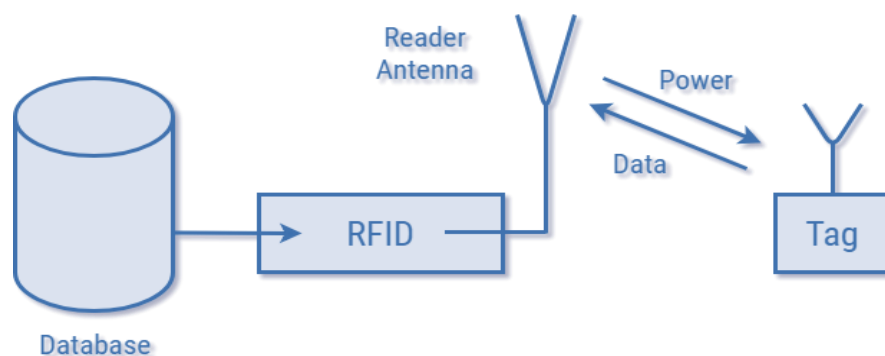 Reader
Antenna
Power
Data
RFID
Tag
Database